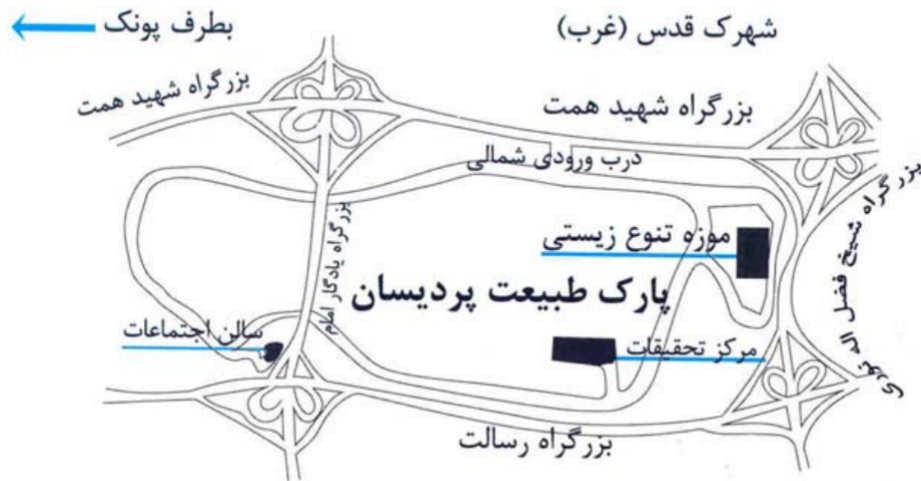 شهرک قدس (غرب)
بطرف پونک
بزرگراه شهید همت
بزرگراه شهید همت
درب ورودی شمالی
بزرگراه شیخ فضل اله نوری
موزه تنوع زیستی
بزرگراه یادگار امام
پارک طبیعت پردیسان
مرکز تحقیقات
سالن اجتماعات
بزرگراه رسالت